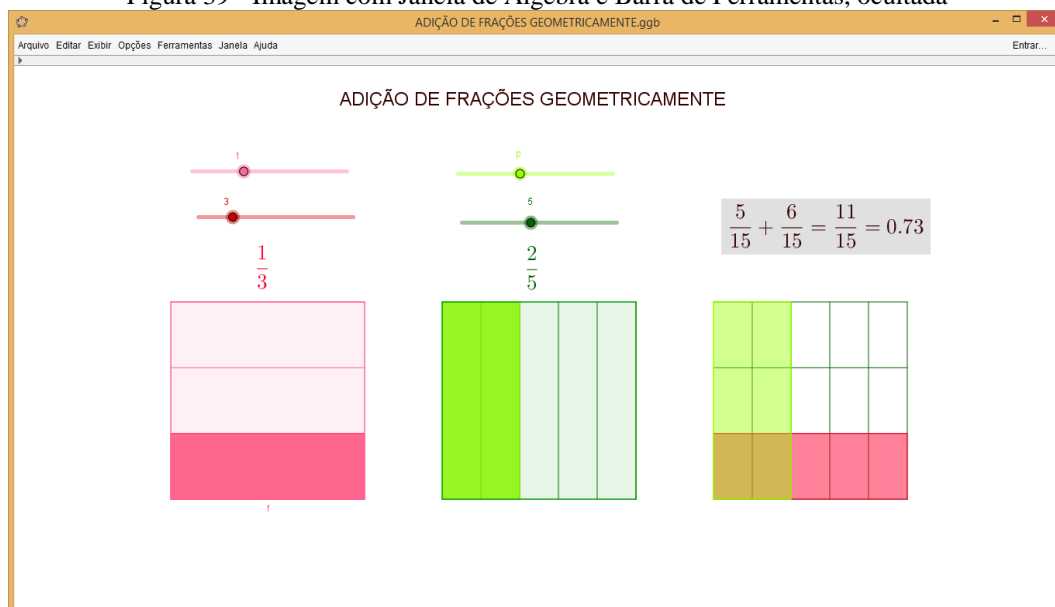 Figura 39 - Imagem com Janela de Álgebra e Barra de Ferramentas, ocultada
ADIÇÃO DE FRAÇÕES GEOMETRICAMENTE.ggb
Arquivo Editar Exibir Opções Ferramentas Janela Ajuda Entrar...
ADIÇÃO DE FRAÇÕES GEOMETRICAMENTE
1
p
3
5
1/3
2/5
5/15 + 6/15 = 11/15 = 0.73
f